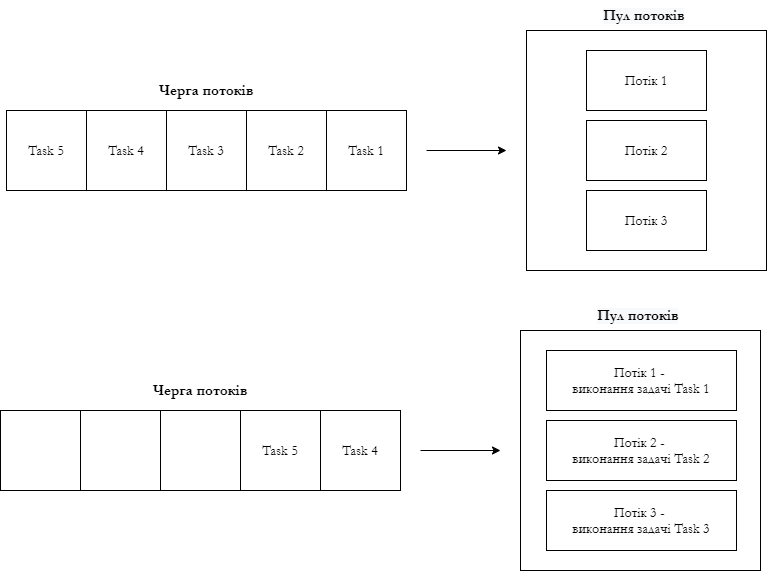 Пул потоків
Потік 1
Черга потоків
Task 5 Task 4 Task 3 Task 2 Task 1
Потік 2
Потік 3
Пул потоків
Потік 1 -
виконання задачі Task 1
Черга потоків
Task 5 Task 4
Потік 2 -
виконання задачі Task 2
Потік 3 -
виконання задачі Task 3